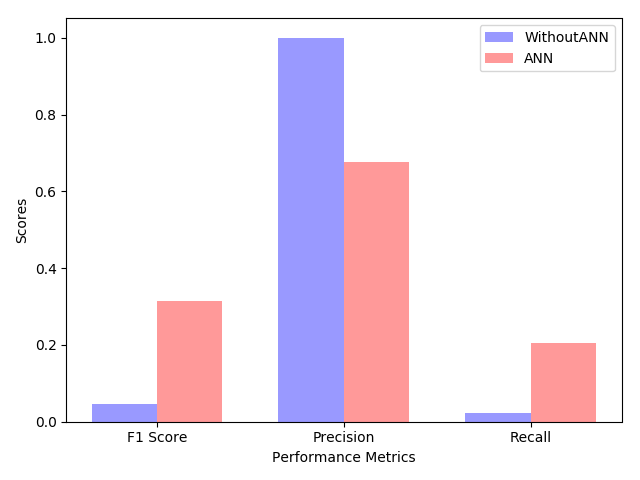 WithoutANN
ANN
1.0
0.8
0.6
0.4
0.2
0.0
Scores
F1 Score
Precision
Recall
Performance Metrics